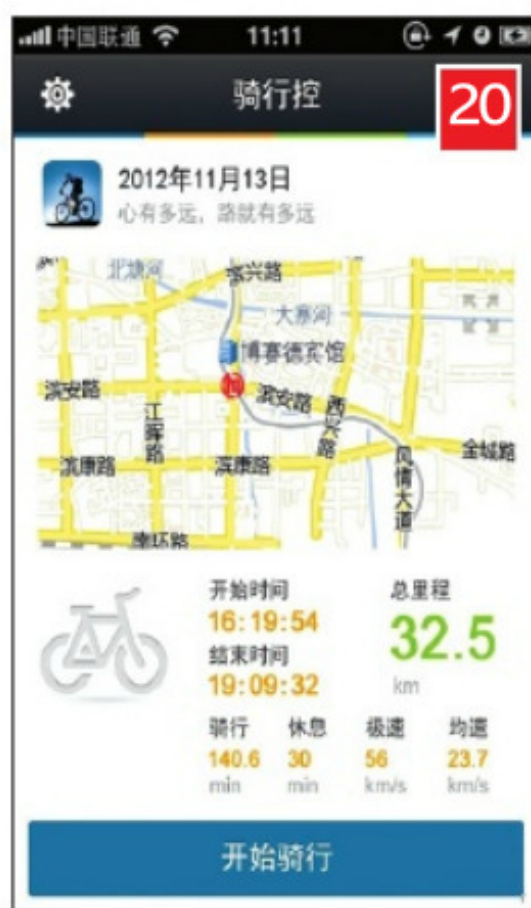 中国联通 11:11
骑行控
20
2012年11月13日
心有多远，路就有多远
北塘河
大寨河
博赛德宾馆
滨安路
滨安路
江晖路
西兴路
滨康路
滨康路
风情大道
金城路
南环路
开始时间 总里程
16:19:54 32.5
结束时间
19:09:32 km
骑行 休息 极速 均速
140.6 30 56 23.7
min min km/s km/s
开始骑行